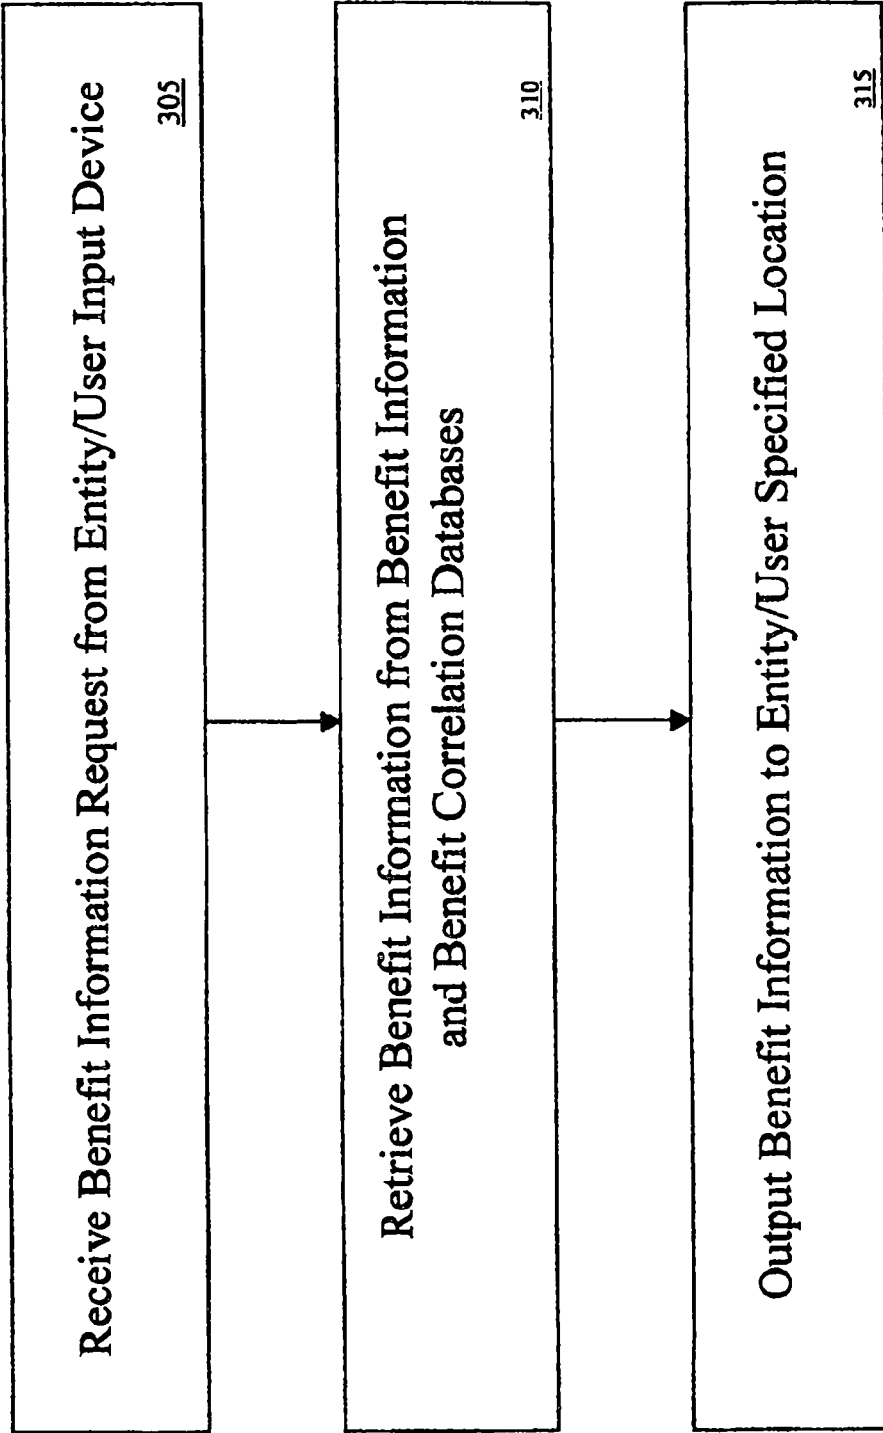 Receive Benefit Information Request from Entity/User Input Device
305
Retrieve Benefit Information from Benefit Information
and Benefit Correlation Databases
310
Output Benefit Information to Entity/User Specified Location
315